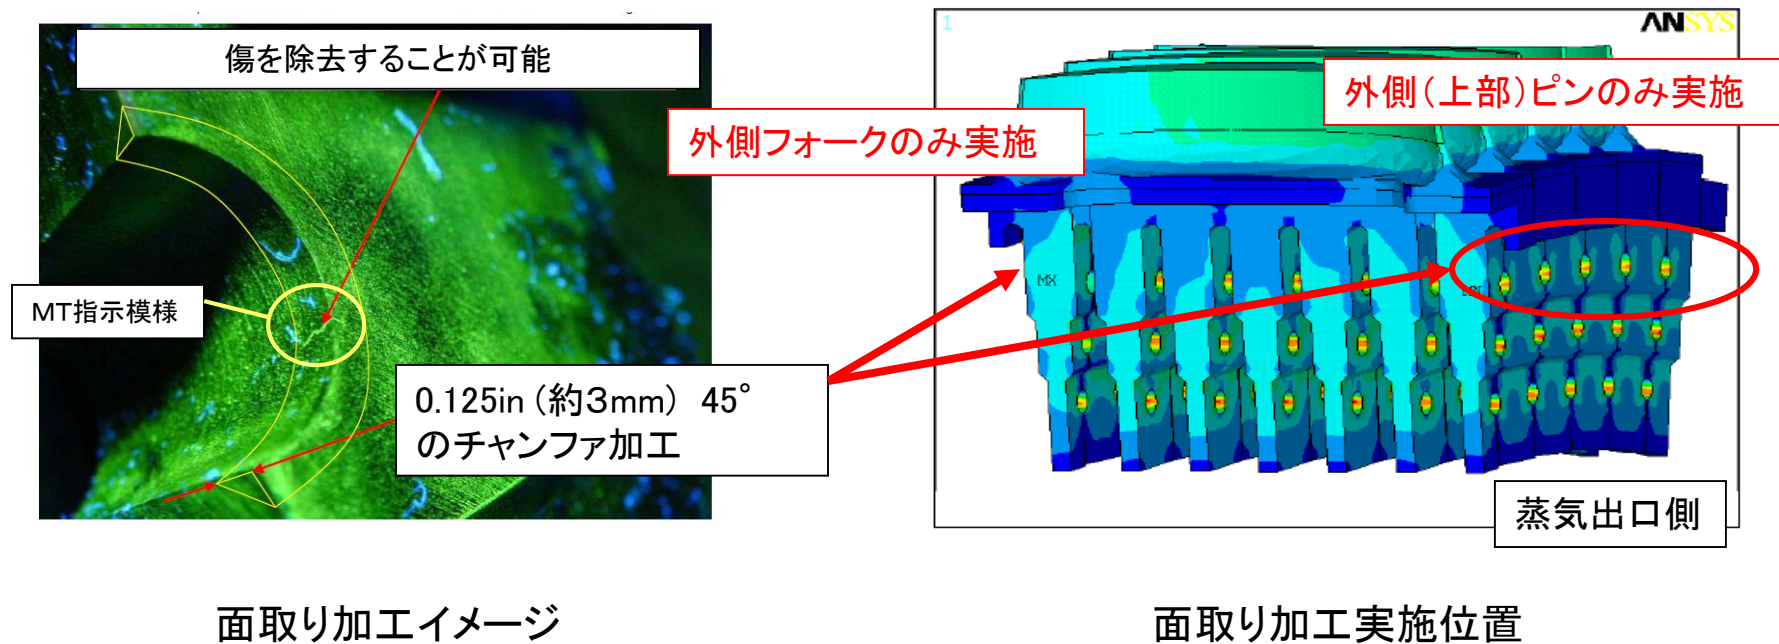 傷を除去することが可能
外側フォークのみ実施
MT指示模様
0.125in（約３mm） 45°
のチャンファ加工
面取り加工イメージ
1
ANSYS
外側（上部）ピンのみ実施
MX
蒸気出口側
面取り加工実施位置